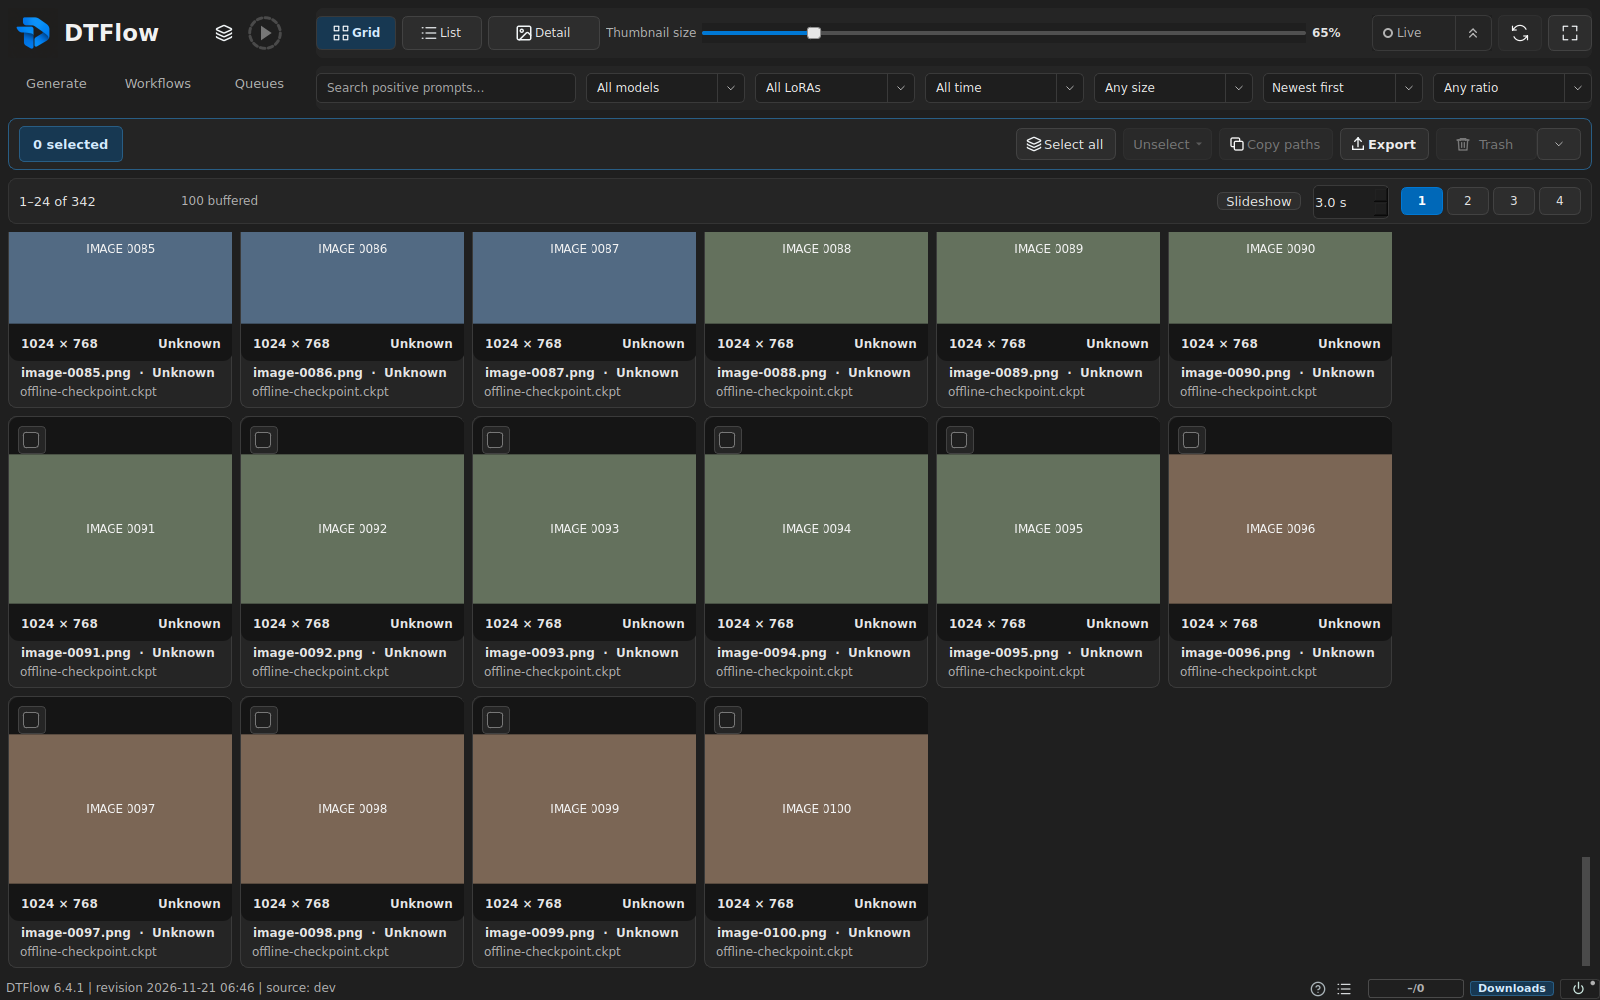 DTFlow
Grid
List
Detail
Thumbnail size
65%
Live
Generate
Workflows
Queues
Search positive prompts...
All models
All LoRAs
All time
Any size
Newest first
Any ratio
0 selected
Select all
Unselect
Copy paths
Export
Trash
1–24 of 342
100 buffered
Slideshow
3.0 s
1
2
3
4
IMAGE 0085
IMAGE 0086
IMAGE 0087
IMAGE 0088
IMAGE 0089
IMAGE 0090
1024 × 768 Unknown
1024 × 768 Unknown
1024 × 768 Unknown
1024 × 768 Unknown
1024 × 768 Unknown
1024 × 768 Unknown
image-0085.png · Unknown
image-0086.png · Unknown
image-0087.png · Unknown
image-0088.png · Unknown
image-0089.png · Unknown
image-0090.png · Unknown
offline-checkpoint.ckpt
offline-checkpoint.ckpt
offline-checkpoint.ckpt
offline-checkpoint.ckpt
offline-checkpoint.ckpt
offline-checkpoint.ckpt
IMAGE 0091
IMAGE 0092
IMAGE 0093
IMAGE 0094
IMAGE 0095
IMAGE 0096
1024 × 768 Unknown
1024 × 768 Unknown
1024 × 768 Unknown
1024 × 768 Unknown
1024 × 768 Unknown
1024 × 768 Unknown
image-0091.png · Unknown
image-0092.png · Unknown
image-0093.png · Unknown
image-0094.png · Unknown
image-0095.png · Unknown
image-0096.png · Unknown
offline-checkpoint.ckpt
offline-checkpoint.ckpt
offline-checkpoint.ckpt
offline-checkpoint.ckpt
offline-checkpoint.ckpt
offline-checkpoint.ckpt
IMAGE 0097
IMAGE 0098
IMAGE 0099
IMAGE 0100
1024 × 768 Unknown
1024 × 768 Unknown
1024 × 768 Unknown
1024 × 768 Unknown
image-0097.png · Unknown
image-0098.png · Unknown
image-0099.png · Unknown
image-0100.png · Unknown
offline-checkpoint.ckpt
offline-checkpoint.ckpt
offline-checkpoint.ckpt
offline-checkpoint.ckpt
DTFlow 6.4.1 | revision 2026-11-21 06:46 | source: dev
–/0
Downloads